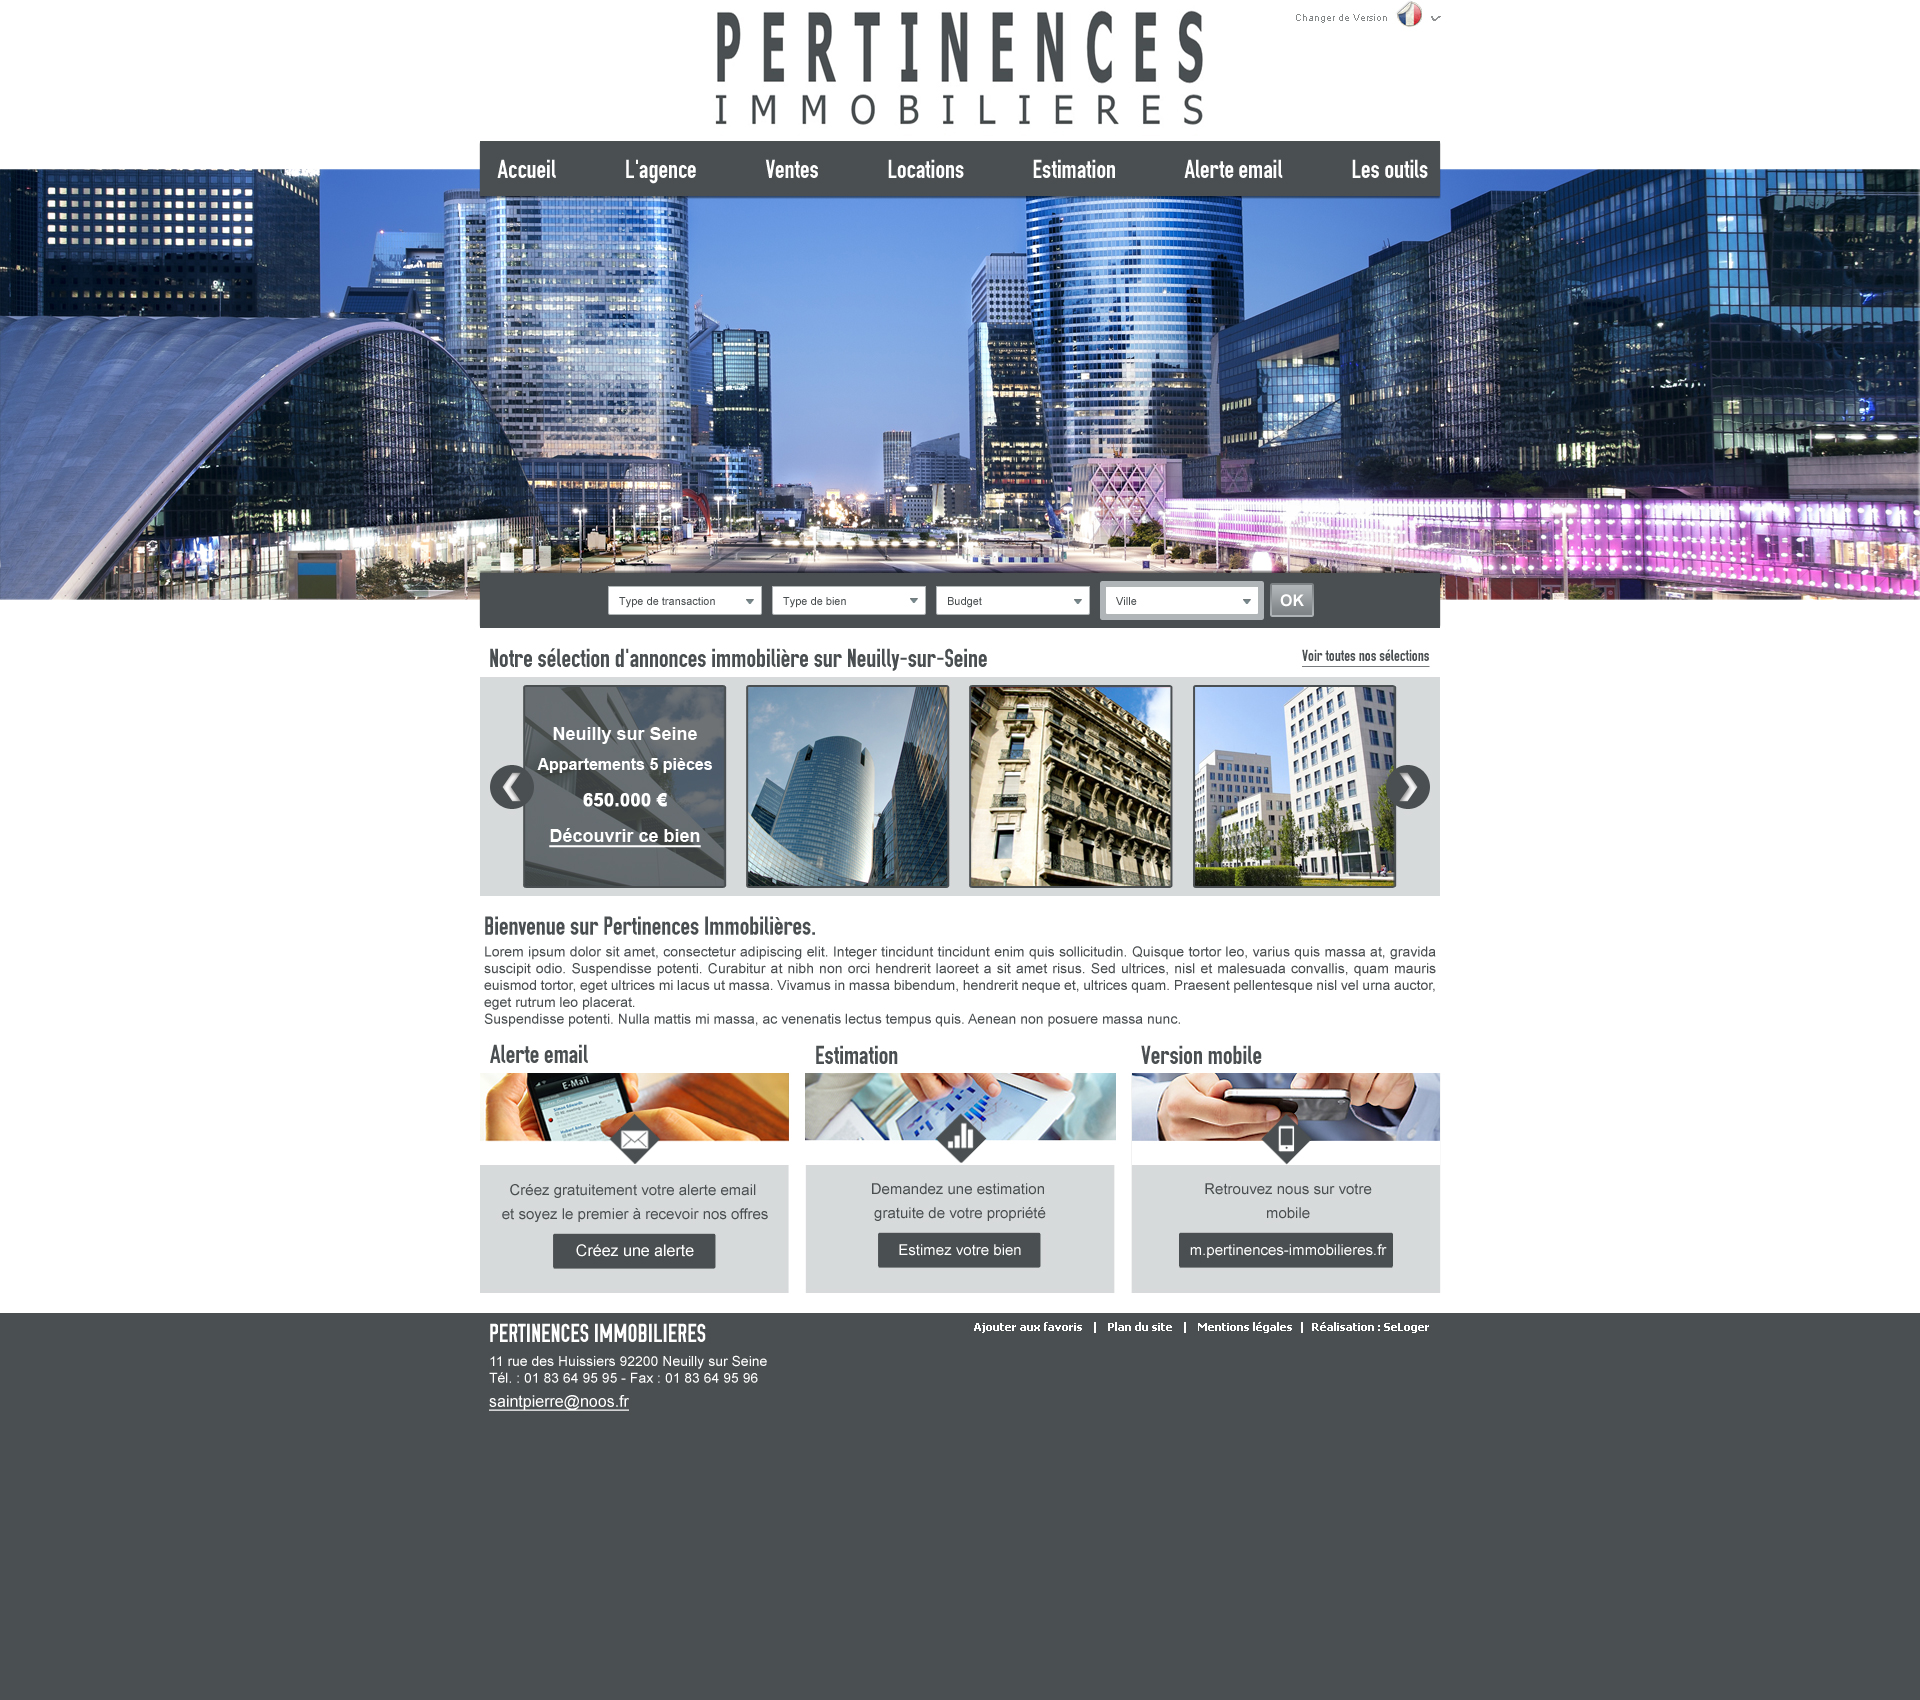 PERTINENCES
IMMOBILIERES
Changer de Version
Accueil
L'agence
Ventes
Locations
Estimation
Alerte email
Les outils
Type de transaction
Type de bien
Budget
Ville
OK
Notre sélection d'annonces immobilière sur Neuilly-sur-Seine
Voir toutes nos sélections
Neuilly sur Seine
Appartements 5 pièces
650.000 €
Découvrir ce bien
Bienvenue sur Pertinences Immobilières.
Lorem ipsum dolor sit amet, consectetur adipiscing elit. Integer tincidunt tincidunt enim quis sollicitudin. Quisque tortor leo, varius quis massa at, gravida
suscipit odio. Suspendisse potenti. Curabitur at nibh non orci hendrerit laoreet a sit amet risus. Sed ultrices, nisl et malesuada convallis, quam mauris
euismod tortor, eget ultrices mi lacus ut massa. Vivamus in massa bibendum, hendrerit neque et, ultrices quam. Praesent pellentesque nisl vel urna auctor,
eget rutrum leo placerat.
Suspendisse potenti. Nulla mattis mi massa, ac venenatis lectus tempus quis. Aenean non posuere massa nunc.
Alerte email
E-Mail
Créez gratuitement votre alerte email
et soyez le premier à recevoir nos offres
Créez une alerte
Estimation
Demandez une estimation
gratuite de votre propriété
Estimez votre bien
Version mobile
Retrouvez nous sur votre
mobile
m.pertinences-immobilieres.fr
PERTINENCES IMMOBILIERES
11 rue des Huissiers 92200 Neuilly sur Seine
Tél. : 01 83 64 95 95 - Fax : 01 83 64 95 96
saintpierre@noos.fr
Ajouter aux favoris | Plan du site | Mentions légales | Réalisation : SeLoger